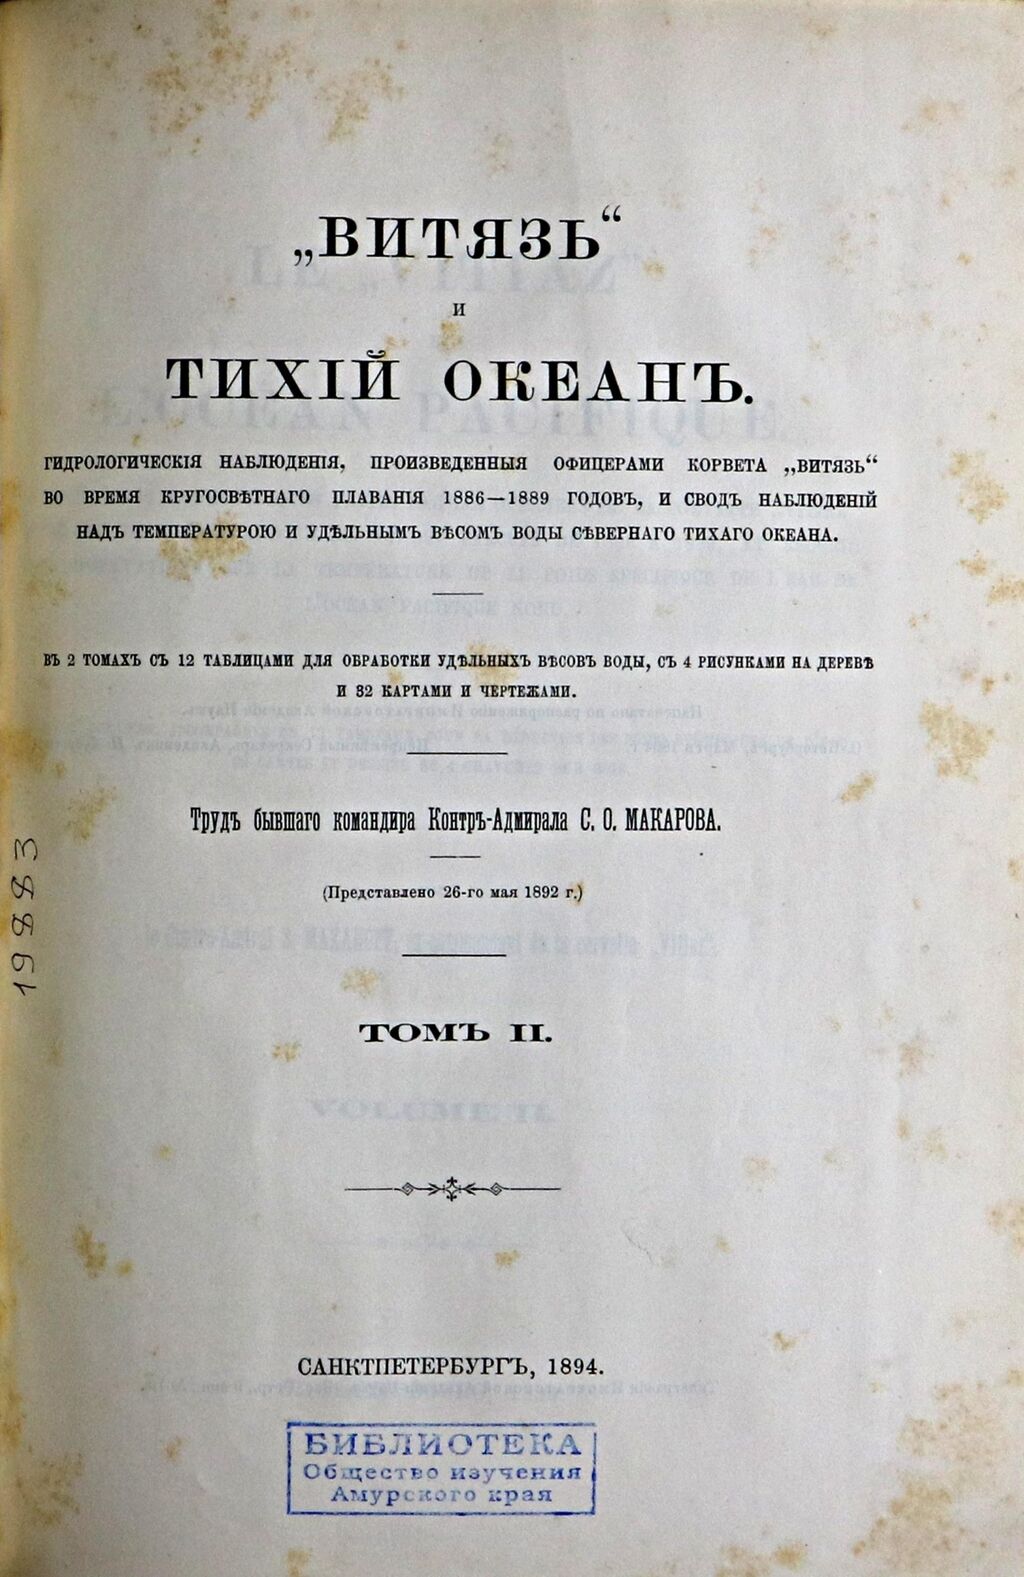 „ВИТЯЗЬ“
И
ТИХІЙ ОКЕАНЪ.
ГИДРОЛОГИЧЕСКІЯ НАБЛЮДЕНІЯ, ПРОИЗВЕДЕННЫЯ ОФИЦЕРАМИ КОРВЕТА „ВИТЯЗЬ“
ВО ВРЕМЯ КРУГОСВѢТНАГО ПЛАВАНІЯ 1886—1889 ГОДОВЪ, И СВОДЪ НАБЛЮДЕНІЙ
НАДЪ ТЕМПЕРАТУРОЮ И УДѢЛЬНЫМЪ ВѢСОМЪ ВОДЫ СѢВЕРНАГО ТИХАГО ОКЕАНА.
ВЪ 2 ТОМАХЪ СЪ 12 ТАБЛИЦАМИ ДЛЯ ОБРАБОТКИ УДѢЛЬНЫХЪ ВѢСОВЪ ВОДЫ, СЪ 4 РИСУНКАМИ НА ДЕРЕВѢ
И 32 КАРТАМИ И ЧЕРТЕЖАМИ.
Трудъ бывшаго командира Контръ-Адмирала С. О. МАКАРОВА.
(Представлено 26-го мая 1892 г.)
ТОМЪ II.
САНКТПЕТЕРБУРГЪ, 1894.
БИБЛИОТЕКА
Общество изучения
Амурского края
19883